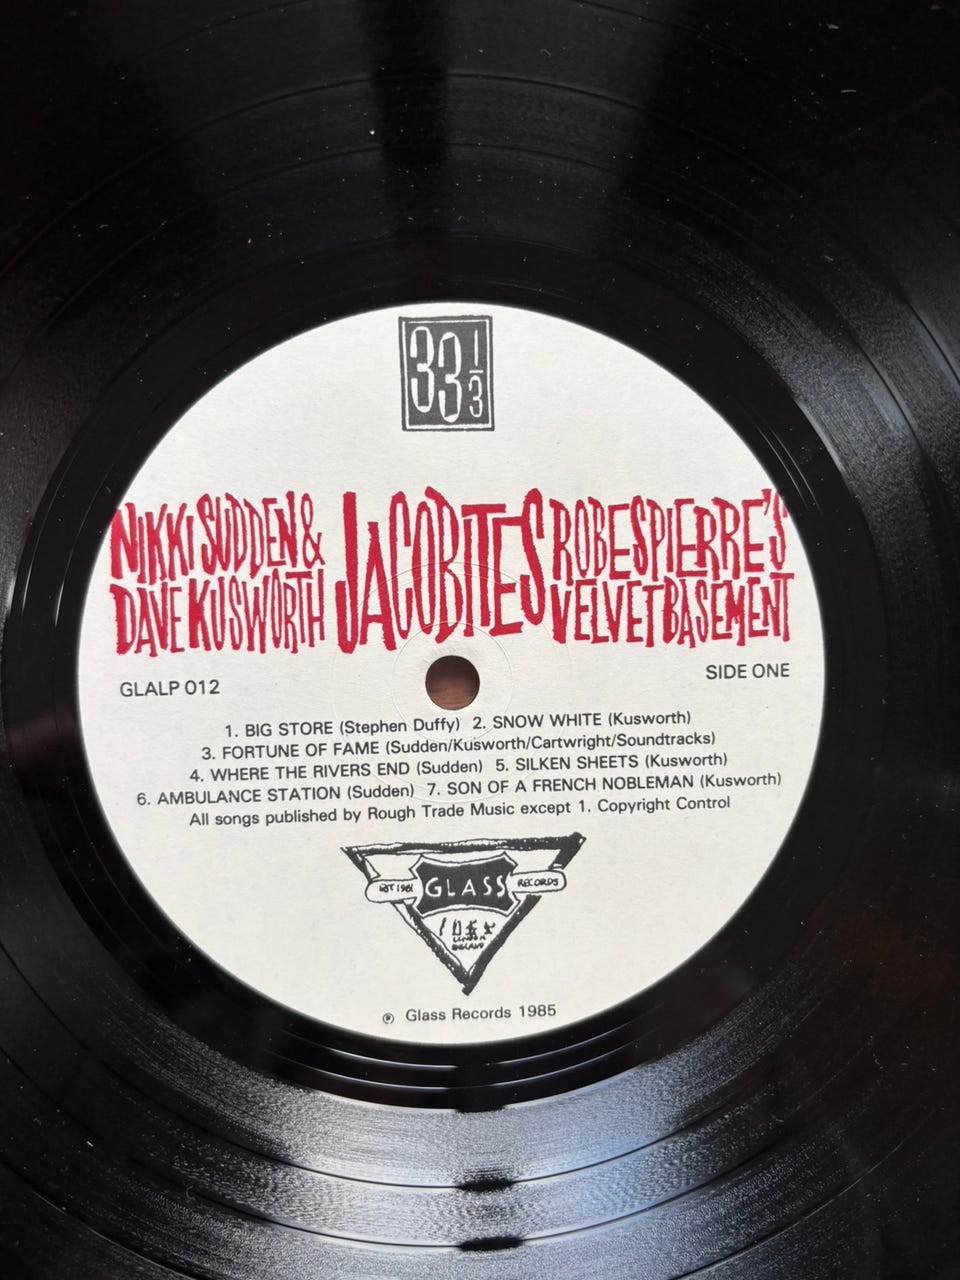 33 1/3
NIKKI SUDDEN &
DAVE KUSWORTH
JACOBITES
ROBESPIERRE'S
VELVET BASEMENT
GLALP 012
SIDE ONE
1. BIG STORE (Stephen Duffy) 2. SNOW WHITE (Kusworth)
3. FORTUNE OF FAME (Sudden/Kusworth/Cartwright/Soundtracks)
4. WHERE THE RIVERS END (Sudden) 5. SILKEN SHEETS (Kusworth)
6. AMBULANCE STATION (Sudden) 7. SON OF A FRENCH NOBLEMAN (Kusworth)
All songs published by Rough Trade Music except 1. Copyright Control
EST 1981 GLASS RECORDS
LONDON
ENGLAND
℗ Glass Records 1985